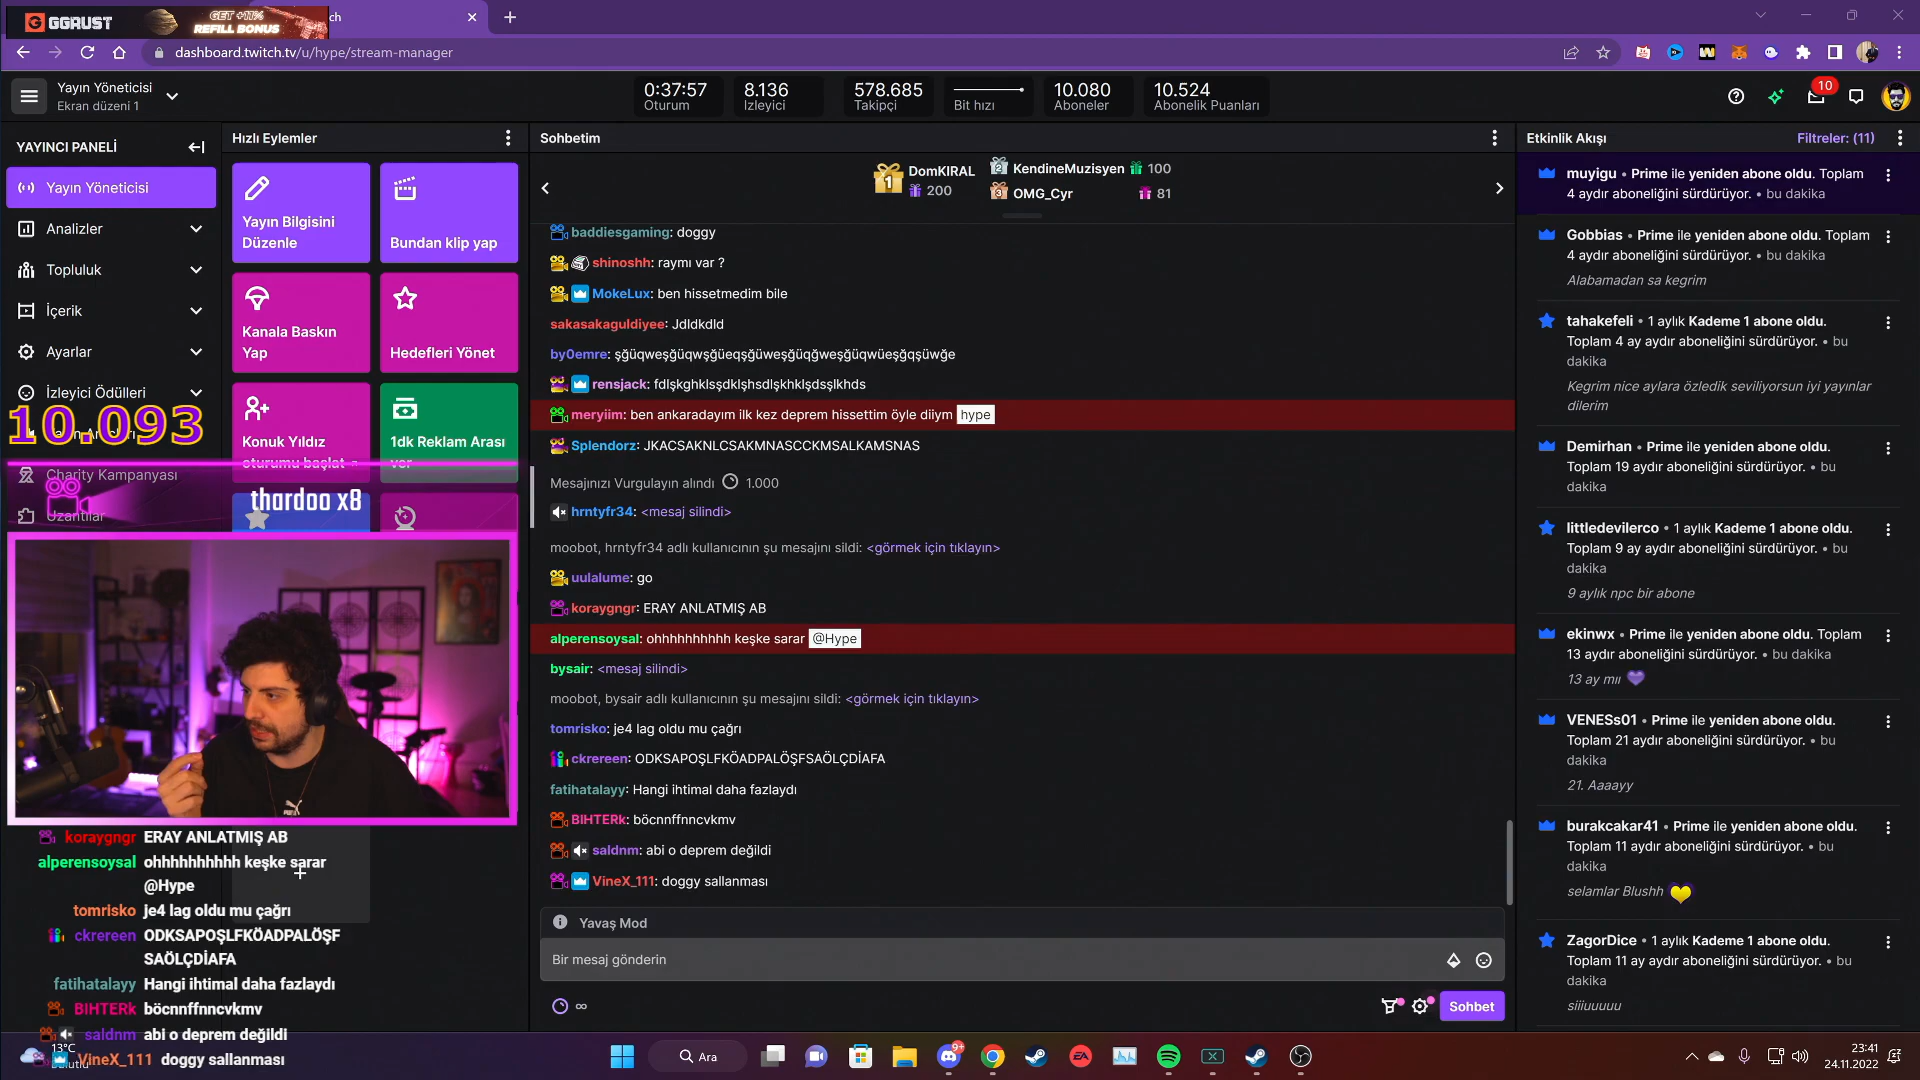 GGRUST
GET +11%
REFILL BONUS
ch
dashboard.twitch.tv/u/hype/stream-manager
Yayın Yöneticisi
Ekran düzeni 1
0:37:57
Oturum
8.136
İzleyici
578.685
Takipçi
Bit hızı
10.080
Aboneler
10.524
Abonelik Puanları
10
YAYINCI PANELİ
Yayın Yöneticisi
Analizler
Topluluk
İçerik
Ayarlar
İzleyici Ödülleri
10.093
Charity Kampanyası
Uzantılar
thardoo x8
Hızlı Eylemler
Yayın Bilgisini
Düzenle
Bundan klip yap
Kanala Baskın
Yap
Hedefleri Yönet
Konuk Yıldız
oturumu başlat
1dk Reklam Arası
ver
Sohbetim
1
DomKIRAL
200
2
KendineMuzisyen 100
3
OMG_Cyr 81
baddiesgaming: doggy
shinoshh: raymı var ?
MokeLux: ben hissetmedim bile
sakasakaguldiyee: Jdldkdld
by0emre: şğüqweşğüqwşğüeqşğüweşğüqğweşğüqwüeşğqşüwğe
rensjack: fdlşkghklsşdklşhsdlşkhklşdsşlkhds
meryiim: ben ankaradayım ilk kez deprem hissettim öyle diiym hype
Splendorz: JKACSAKNLCSAKMNASCCKMSALKAMSNAS
Mesajınızı Vurgulayın alındı 1.000
hrntyfr34: <mesaj silindi>
moobot, hrntyfr34 adlı kullanıcının şu mesajını sildi: <görmek için tıklayın>
uulalume: go
koraygngr: ERAY ANLATMIŞ AB
alperensoysal: ohhhhhhhhhh keşke sarar @Hype
bysair: <mesaj silindi>
moobot, bysair adlı kullanıcının şu mesajını sildi: <görmek için tıklayın>
tomrisko: je4 lag oldu mu çağrı
ckrereen: ODKSAPOŞLFKÖADPALÖŞFSAÖLÇDİAFA
fatihatalayy: Hangi ihtimal daha fazlaydı
BIHTERk: böcnnffnncvkmv
saldnm: abi o deprem değildi
VineX_111: doggy sallanması
Yavaş Mod
Bir mesaj gönderin
∞
Sohbet
Etkinlik Akışı
Filtreler: (11)
muyigu • Prime ile yeniden abone oldu. Toplam
4 aydır aboneliğini sürdürüyor. • bu dakika
Gobbias • Prime ile yeniden abone oldu. Toplam
4 aydır aboneliğini sürdürüyor. • bu dakika
Alabamadan sa kegrim
tahakefeli • 1 aylık Kademe 1 abone oldu.
Toplam 4 ay aydır aboneliğini sürdürüyor. • bu
dakika
Kegrim nice aylara özledik seviliyorsun iyi yayınlar
dilerim
Demirhan • Prime ile yeniden abone oldu.
Toplam 19 aydır aboneliğini sürdürüyor. • bu
dakika
littledevilerco • 1 aylık Kademe 1 abone oldu.
Toplam 9 ay aydır aboneliğini sürdürüyor. • bu
dakika
9 aylık npc bir abone
ekinwx • Prime ile yeniden abone oldu. Toplam
13 aydır aboneliğini sürdürüyor. • bu dakika
13 ay mıı
VENESs01 • Prime ile yeniden abone oldu.
Toplam 21 aydır aboneliğini sürdürüyor. • bu
dakika
21. Aaaayy
burakcakar41 • Prime ile yeniden abone oldu.
Toplam 11 aydır aboneliğini sürdürüyor. • bu
dakika
selamlar Blushh
ZagorDice • 1 aylık Kademe 1 abone oldu.
Toplam 11 ay aydır aboneliğini sürdürüyor. • bu
dakika
siiiuuuuu
koraygngr ERAY ANLATMIŞ AB
alperensoysal ohhhhhhhhhh keşke sarar
@Hype
tomrisko je4 lag oldu mu çağrı
ckrereen ODKSAPOŞLFKÖADPALÖŞF
SAÖLÇDİAFA
fatihatalayy Hangi ihtimal daha fazlaydı
BIHTERk böcnnffnncvkmv
saldnm abi o deprem değildi
VineX_111 doggy sallanması
13°C
Ara
9+
EA
23:41
24.11.2022